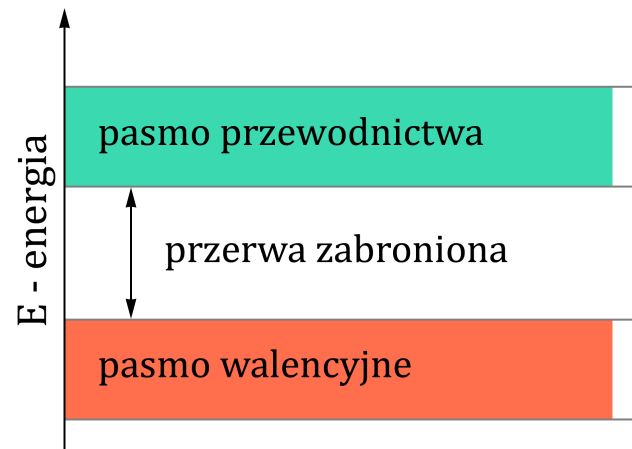 E - energia
pasmo przewodnictwa
przerwa zabroniona
pasmo walencyjne